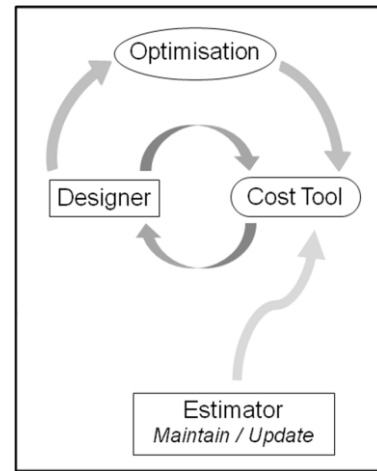 Optimisation
Designer
Cost Tool
Estimator
Maintain / Update